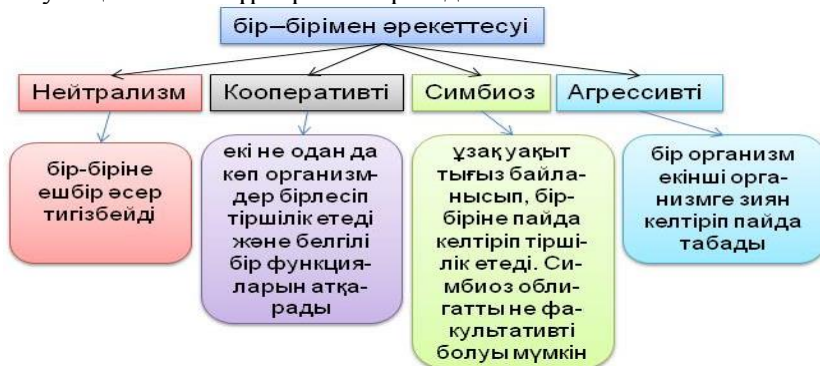 бір–бірімен әрекеттесуі
Нейтрализм
Кооперативті
Симбиоз
Агрессивті
бір-біріне
ешбір әсер
тигізбейді
екі не одан да
көп организм-
дер бірлесіп
тіршілік етеді
және белгілі
бір функция-
ларын атқа-
рады
ұзақ уақыт
тығыз байла-
нысып, бір-
біріне пайда
келтіріп тірші-
лік етеді. Си-
мбиоз обли-
гатты не фа-
культативті
болуы мүмкін
бір организм
екінші орга-
низмге зиян
келтіріп пайда
табады